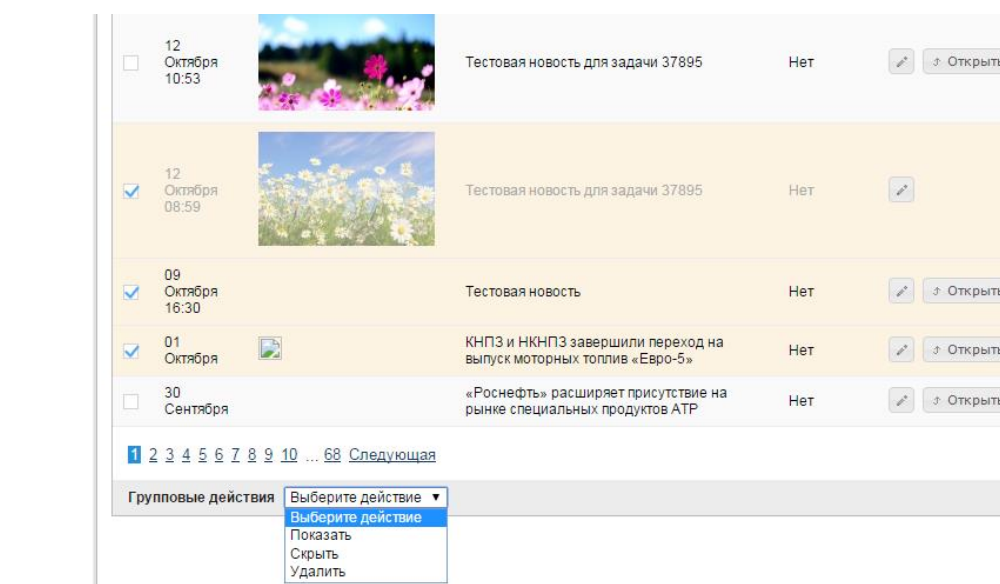 12
Октября
10:53
Тестовая новость для задачи 37895
Нет
Открыть
12
Октября
08:59
Тестовая новость для задачи 37895
Нет
09
Октября
16:30
Тестовая новость
Нет
Открыть
01
Октября
КНПЗ и НКНПЗ завершили переход на
выпуск моторных топлив «Евро-5»
Нет
Открыть
30
Сентября
«Роснефть» расширяет присутствие на
рынке специальных продуктов АТР
Нет
Открыть
1 2 3 4 5 6 7 8 9 10 ... 68 Следующая
Групповые действия Выберите действие
Выберите действие
Показать
Скрыть
Удалить